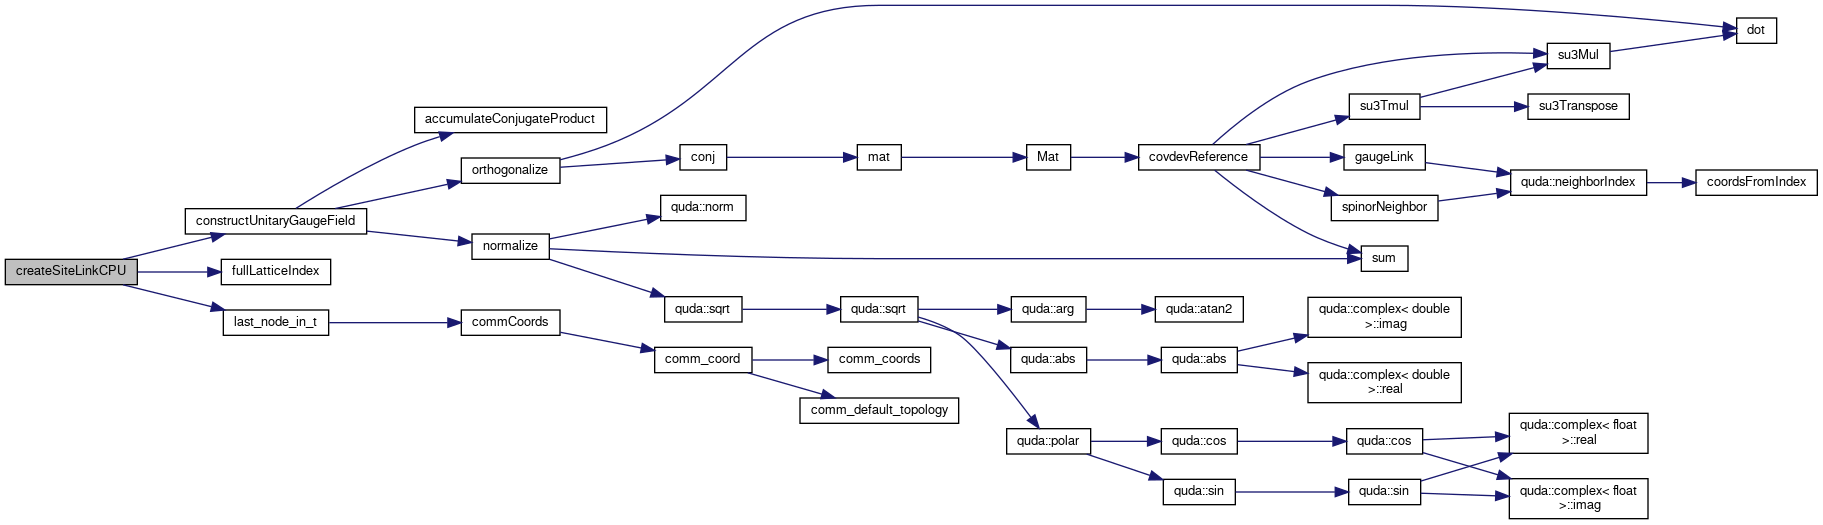 dot
su3Mul
su3Tmul
su3Transpose
accumulateConjugateProduct
orthogonalize
conj
mat
Mat
covdevReference
gaugeLink
quda::neighborIndex
coordsFromIndex
spinorNeighbor
constructUnitaryGaugeField
quda::norm
normalize
sum
createSiteLinkCPU
fullLatticeIndex
quda::sqrt
quda::sqrt
quda::arg
quda::atan2
quda::complex< double
>::imag
last_node_in_t
commCoords
comm_coord
comm_coords
quda::abs
quda::abs
quda::complex< double
>::real
comm_default_topology
quda::polar
quda::cos
quda::cos
quda::complex< float
>::real
quda::sin
quda::sin
quda::complex< float
>::imag